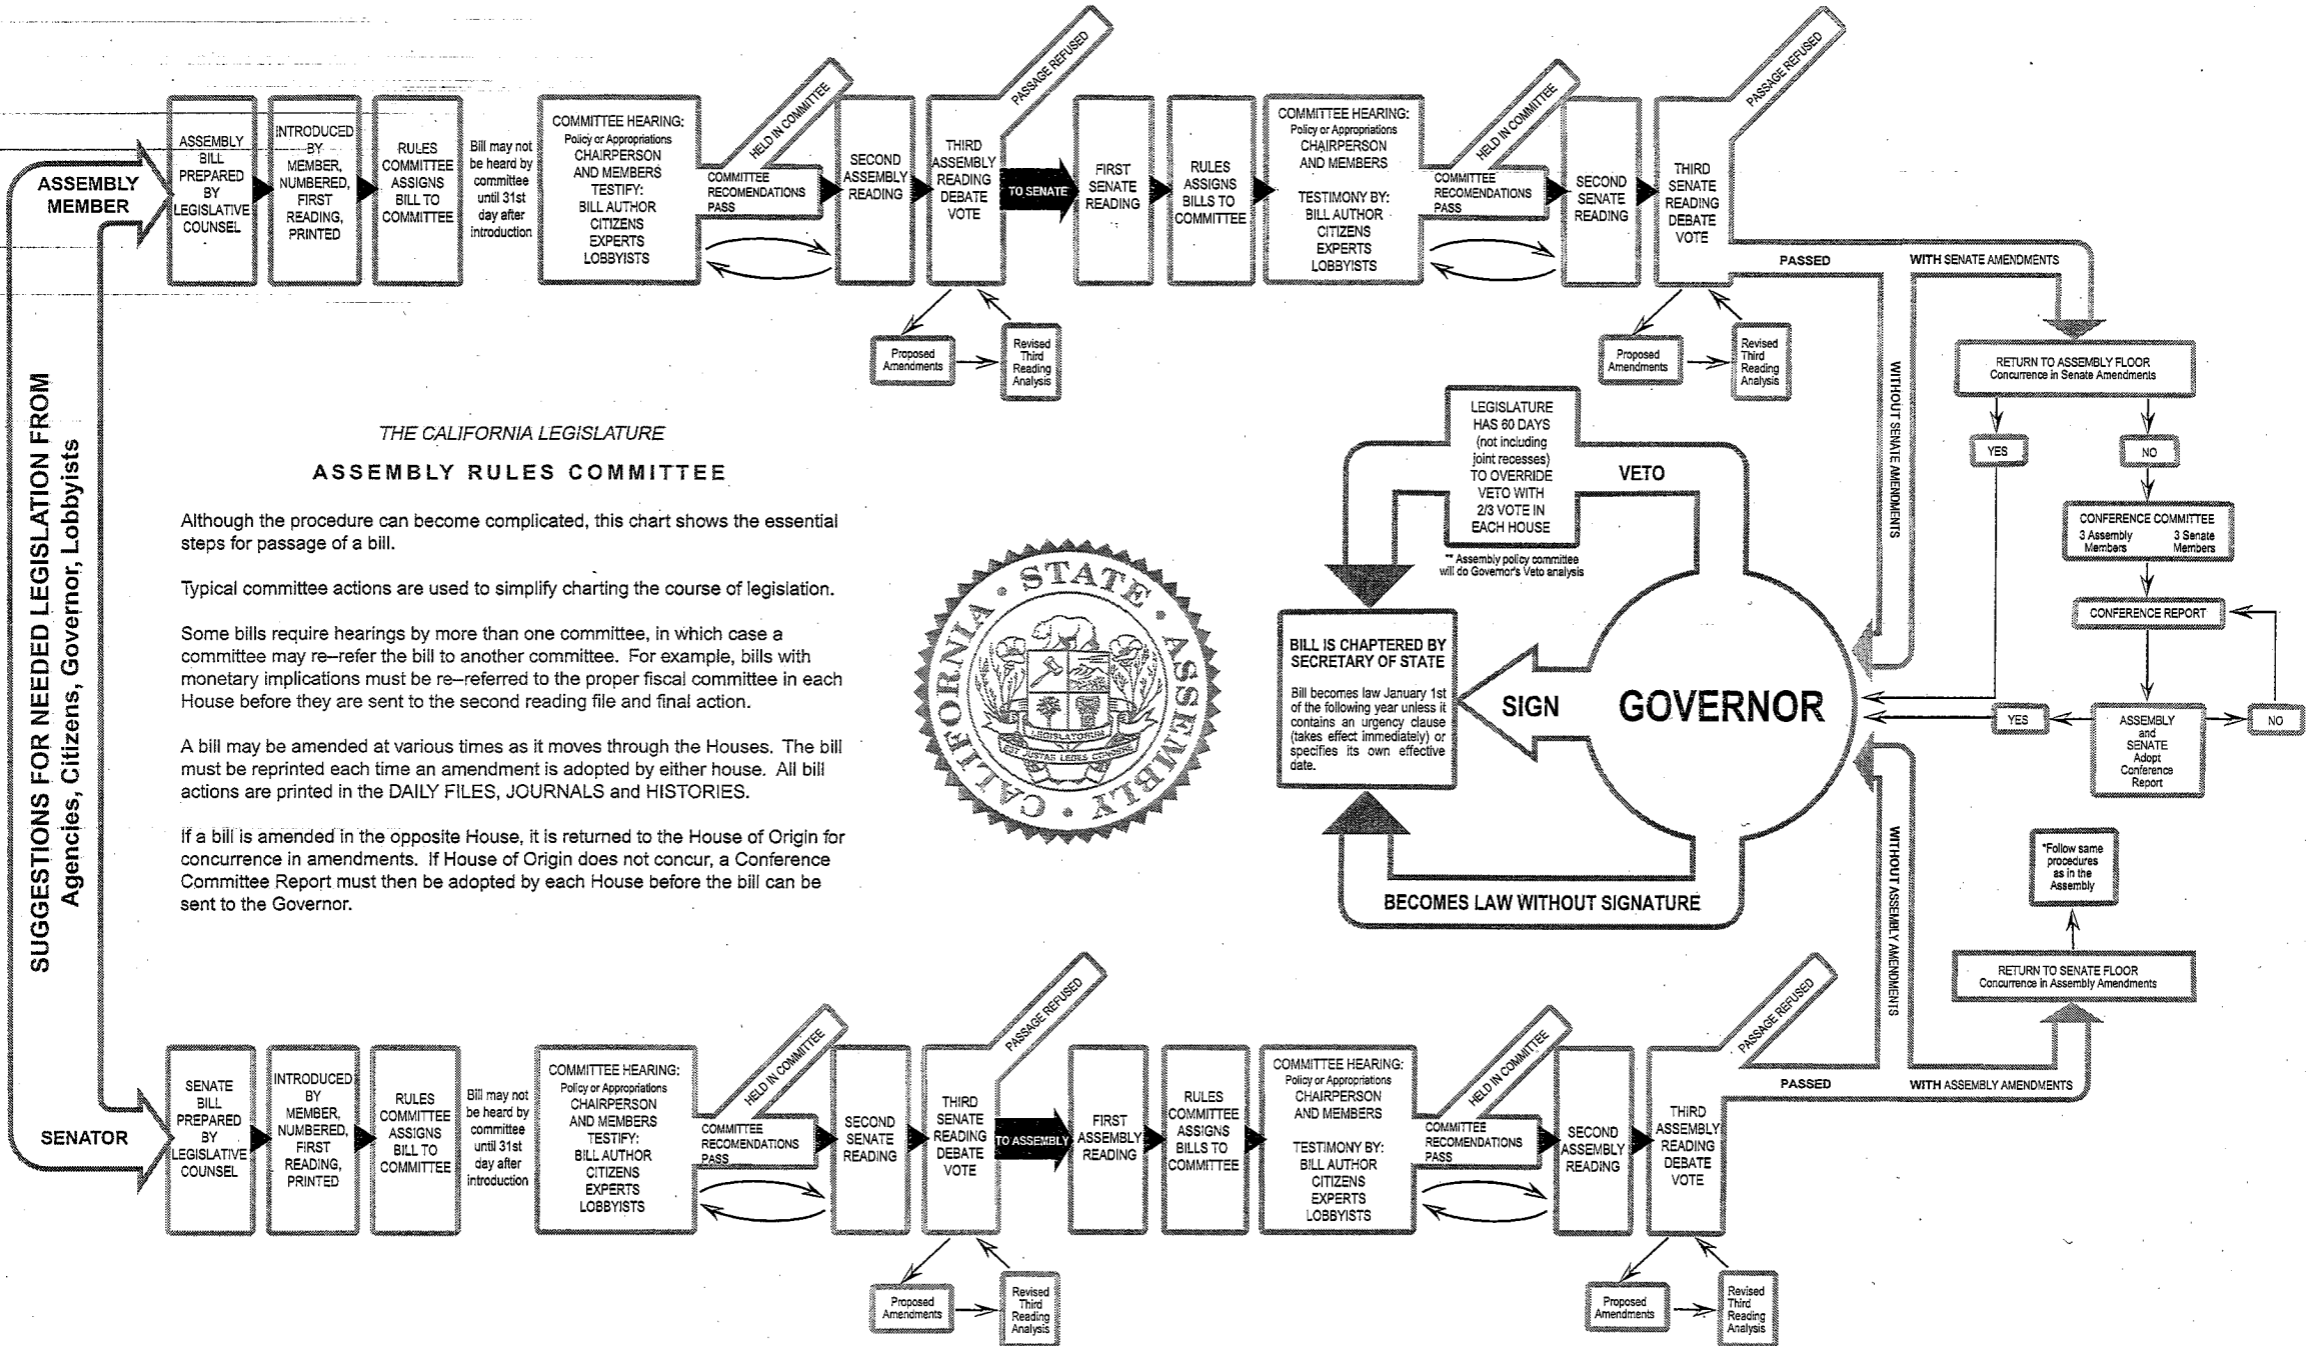 SUGGESTIONS FOR NEEDED LEGISLATION FROM
Agencies, Citizens, Governor, Lobbyists
ASSEMBLY
MEMBER
ASSEMBLY
BILL
PREPARED
BY
LEGISLATIVE
COUNSEL
INTRODUCED
BY
MEMBER,
NUMBERED,
FIRST
READING,
PRINTED
RULES
COMMITTEE
ASSIGNS
BILL TO
COMMITTEE
Bill may not
be heard by
committee
until 31st
day after
introduction
COMMITTEE HEARING:
Policy or Appropriations
CHAIRPERSON
AND MEMBERS
TESTIFY:
BILL AUTHOR
CITIZENS
EXPERTS
LOBBYISTS
HELD IN COMMITTEE
COMMITTEE
RECOMENDATIONS
PASS
SECOND
ASSEMBLY
READING
THIRD
ASSEMBLY
READING
DEBATE
VOTE
PASSAGE REFUSED
Proposed
Amendments
Revised
Third
Reading
Analysis
TO SENATE
FIRST
SENATE
READING
RULES
ASSIGNS
BILLS TO
COMMITTEE
COMMITTEE HEARING:
Policy or Appropriations
CHAIRPERSON
AND MEMBERS
TESTIMONY BY:
BILL AUTHOR
CITIZENS
EXPERTS
LOBBYISTS
HELD IN COMMITTEE
COMMITTEE
RECOMENDATIONS
PASS
SECOND
SENATE
READING
THIRD
SENATE
READING
DEBATE
VOTE
PASSAGE REFUSED
Proposed
Amendments
Revised
Third
Reading
Analysis
PASSED
WITH SENATE AMENDMENTS
WITHOUT SENATE AMENDMENTS
RETURN TO ASSEMBLY FLOOR
Concurrence in Senate Amendments
YES
NO
CONFERENCE COMMITTEE
3 Assembly
Members
3 Senate
Members
CONFERENCE REPORT
ASSEMBLY
and
SENATE
Adopt
Conference
Report
YES
NO
THE CALIFORNIA LEGISLATURE
ASSEMBLY RULES COMMITTEE
Although the procedure can become complicated, this chart shows the essential
steps for passage of a bill.
Typical committee actions are used to simplify charting the course of legislation.
Some bills require hearings by more than one committee, in which case a
committee may re–refer the bill to another committee. For example, bills with
monetary implications must be re–referred to the proper fiscal committee in each
House before they are sent to the second reading file and final action.
A bill may be amended at various times as it moves through the Houses. The bill
must be reprinted each time an amendment is adopted by either house. All bill
actions are printed in the DAILY FILES, JOURNALS and HISTORIES.
If a bill is amended in the opposite House, it is returned to the House of Origin for
concurrence in amendments. If House of Origin does not concur, a Conference
Committee Report must then be adopted by each House before the bill can be
sent to the Governor.
CALIFORNIA · STATE · ASSEMBLY
LEGISLATORUM
EST JUSTAS LEGES CONDERE
LEGISLATURE
HAS 60 DAYS
(not including
joint recesses)
TO OVERRIDE
VETO WITH
2/3 VOTE IN
EACH HOUSE
** Assembly policy committee
will do Governor's Veto analysis
VETO
BILL IS CHAPTERED BY
SECRETARY OF STATE
Bill becomes law January 1st
of the following year unless it
contains an urgency clause
(takes effect immediately) or
specifies its own effective
date.
SIGN
GOVERNOR
BECOMES LAW WITHOUT SIGNATURE
SENATOR
SENATE
BILL
PREPARED
BY
LEGISLATIVE
COUNSEL
INTRODUCED
BY
MEMBER,
NUMBERED,
FIRST
READING,
PRINTED
RULES
COMMITTEE
ASSIGNS
BILL TO
COMMITTEE
Bill may not
be heard by
committee
until 31st
day after
introduction
COMMITTEE HEARING:
Policy or Appropriations
CHAIRPERSON
AND MEMBERS
TESTIFY:
BILL AUTHOR
CITIZENS
EXPERTS
LOBBYISTS
HELD IN COMMITTEE
COMMITTEE
RECOMENDATIONS
PASS
SECOND
SENATE
READING
THIRD
SENATE
READING
DEBATE
VOTE
PASSAGE REFUSED
Proposed
Amendments
Revised
Third
Reading
Analysis
TO ASSEMBLY
FIRST
ASSEMBLY
READING
RULES
COMMITTEE
ASSIGNS
BILLS TO
COMMITTEE
COMMITTEE HEARING:
Policy or Appropriations
CHAIRPERSON
AND MEMBERS
TESTIMONY BY:
BILL AUTHOR
CITIZENS
EXPERTS
LOBBYISTS
HELD IN COMMITTEE
COMMITTEE
RECOMENDATIONS
PASS
SECOND
ASSEMBLY
READING
THIRD
ASSEMBLY
READING
DEBATE
VOTE
PASSAGE REFUSED
Proposed
Amendments
Revised
Third
Reading
Analysis
PASSED
WITH ASSEMBLY AMENDMENTS
WITHOUT ASSEMBLY AMENDMENTS
RETURN TO SENATE FLOOR
Concurrence in Assembly Amendments
*Follow same
procedures
as in the
Assembly